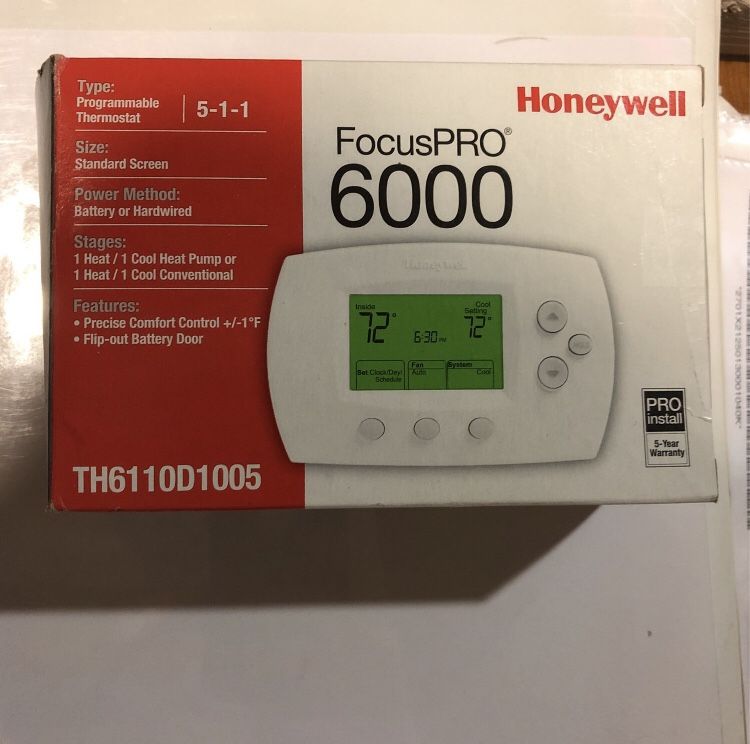 Type:
Programmable
Thermostat
5-1-1
Size:
Standard Screen
Power Method:
Battery or Hardwired
Stages:
1 Heat / 1 Cool Heat Pump or
1 Heat / 1 Cool Conventional
Features:
• Precise Comfort Control +/-1°F
• Flip-out Battery Door
TH6110D1005
Honeywell
FocusPRO®
6000
Honeywell
Inside
72°
6:30 PM
Cool
Setting
72°
Set Clock/Day/
Schedule
Fan
Auto
System
Cool
PRO
install
5-Year
Warranty